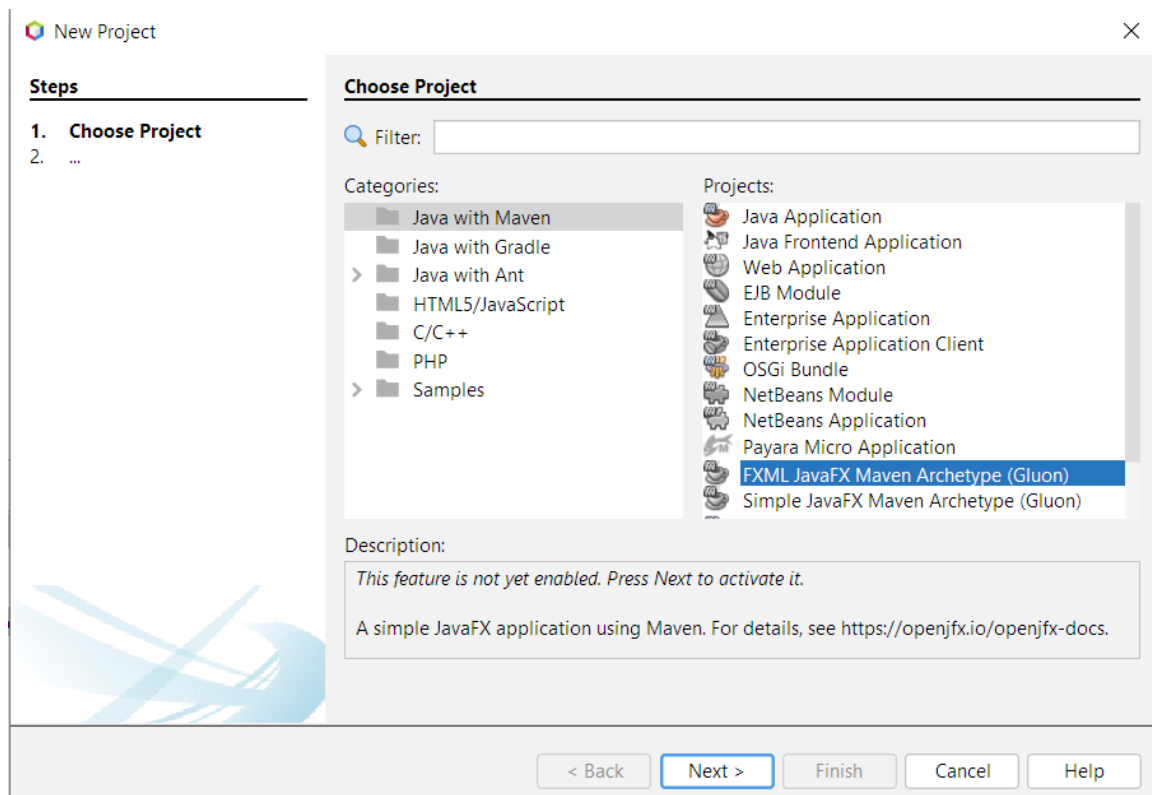 New Project
Steps
1. Choose Project
2. ...
Choose Project
Filter:
Categories:
Java with Maven
Java with Gradle
Java with Ant
HTML5/JavaScript
C/C++
PHP
Samples
Projects:
Java Application
Java Frontend Application
Web Application
EJB Module
Enterprise Application
Enterprise Application Client
OSGi Bundle
NetBeans Module
NetBeans Application
Payara Micro Application
FXML JavaFX Maven Archetype (Gluon)
Simple JavaFX Maven Archetype (Gluon)
Description:
This feature is not yet enabled. Press Next to activate it.
A simple JavaFX application using Maven. For details, see https://openjfx.io/openjfx-docs.
< Back
Next >
Finish
Cancel
Help